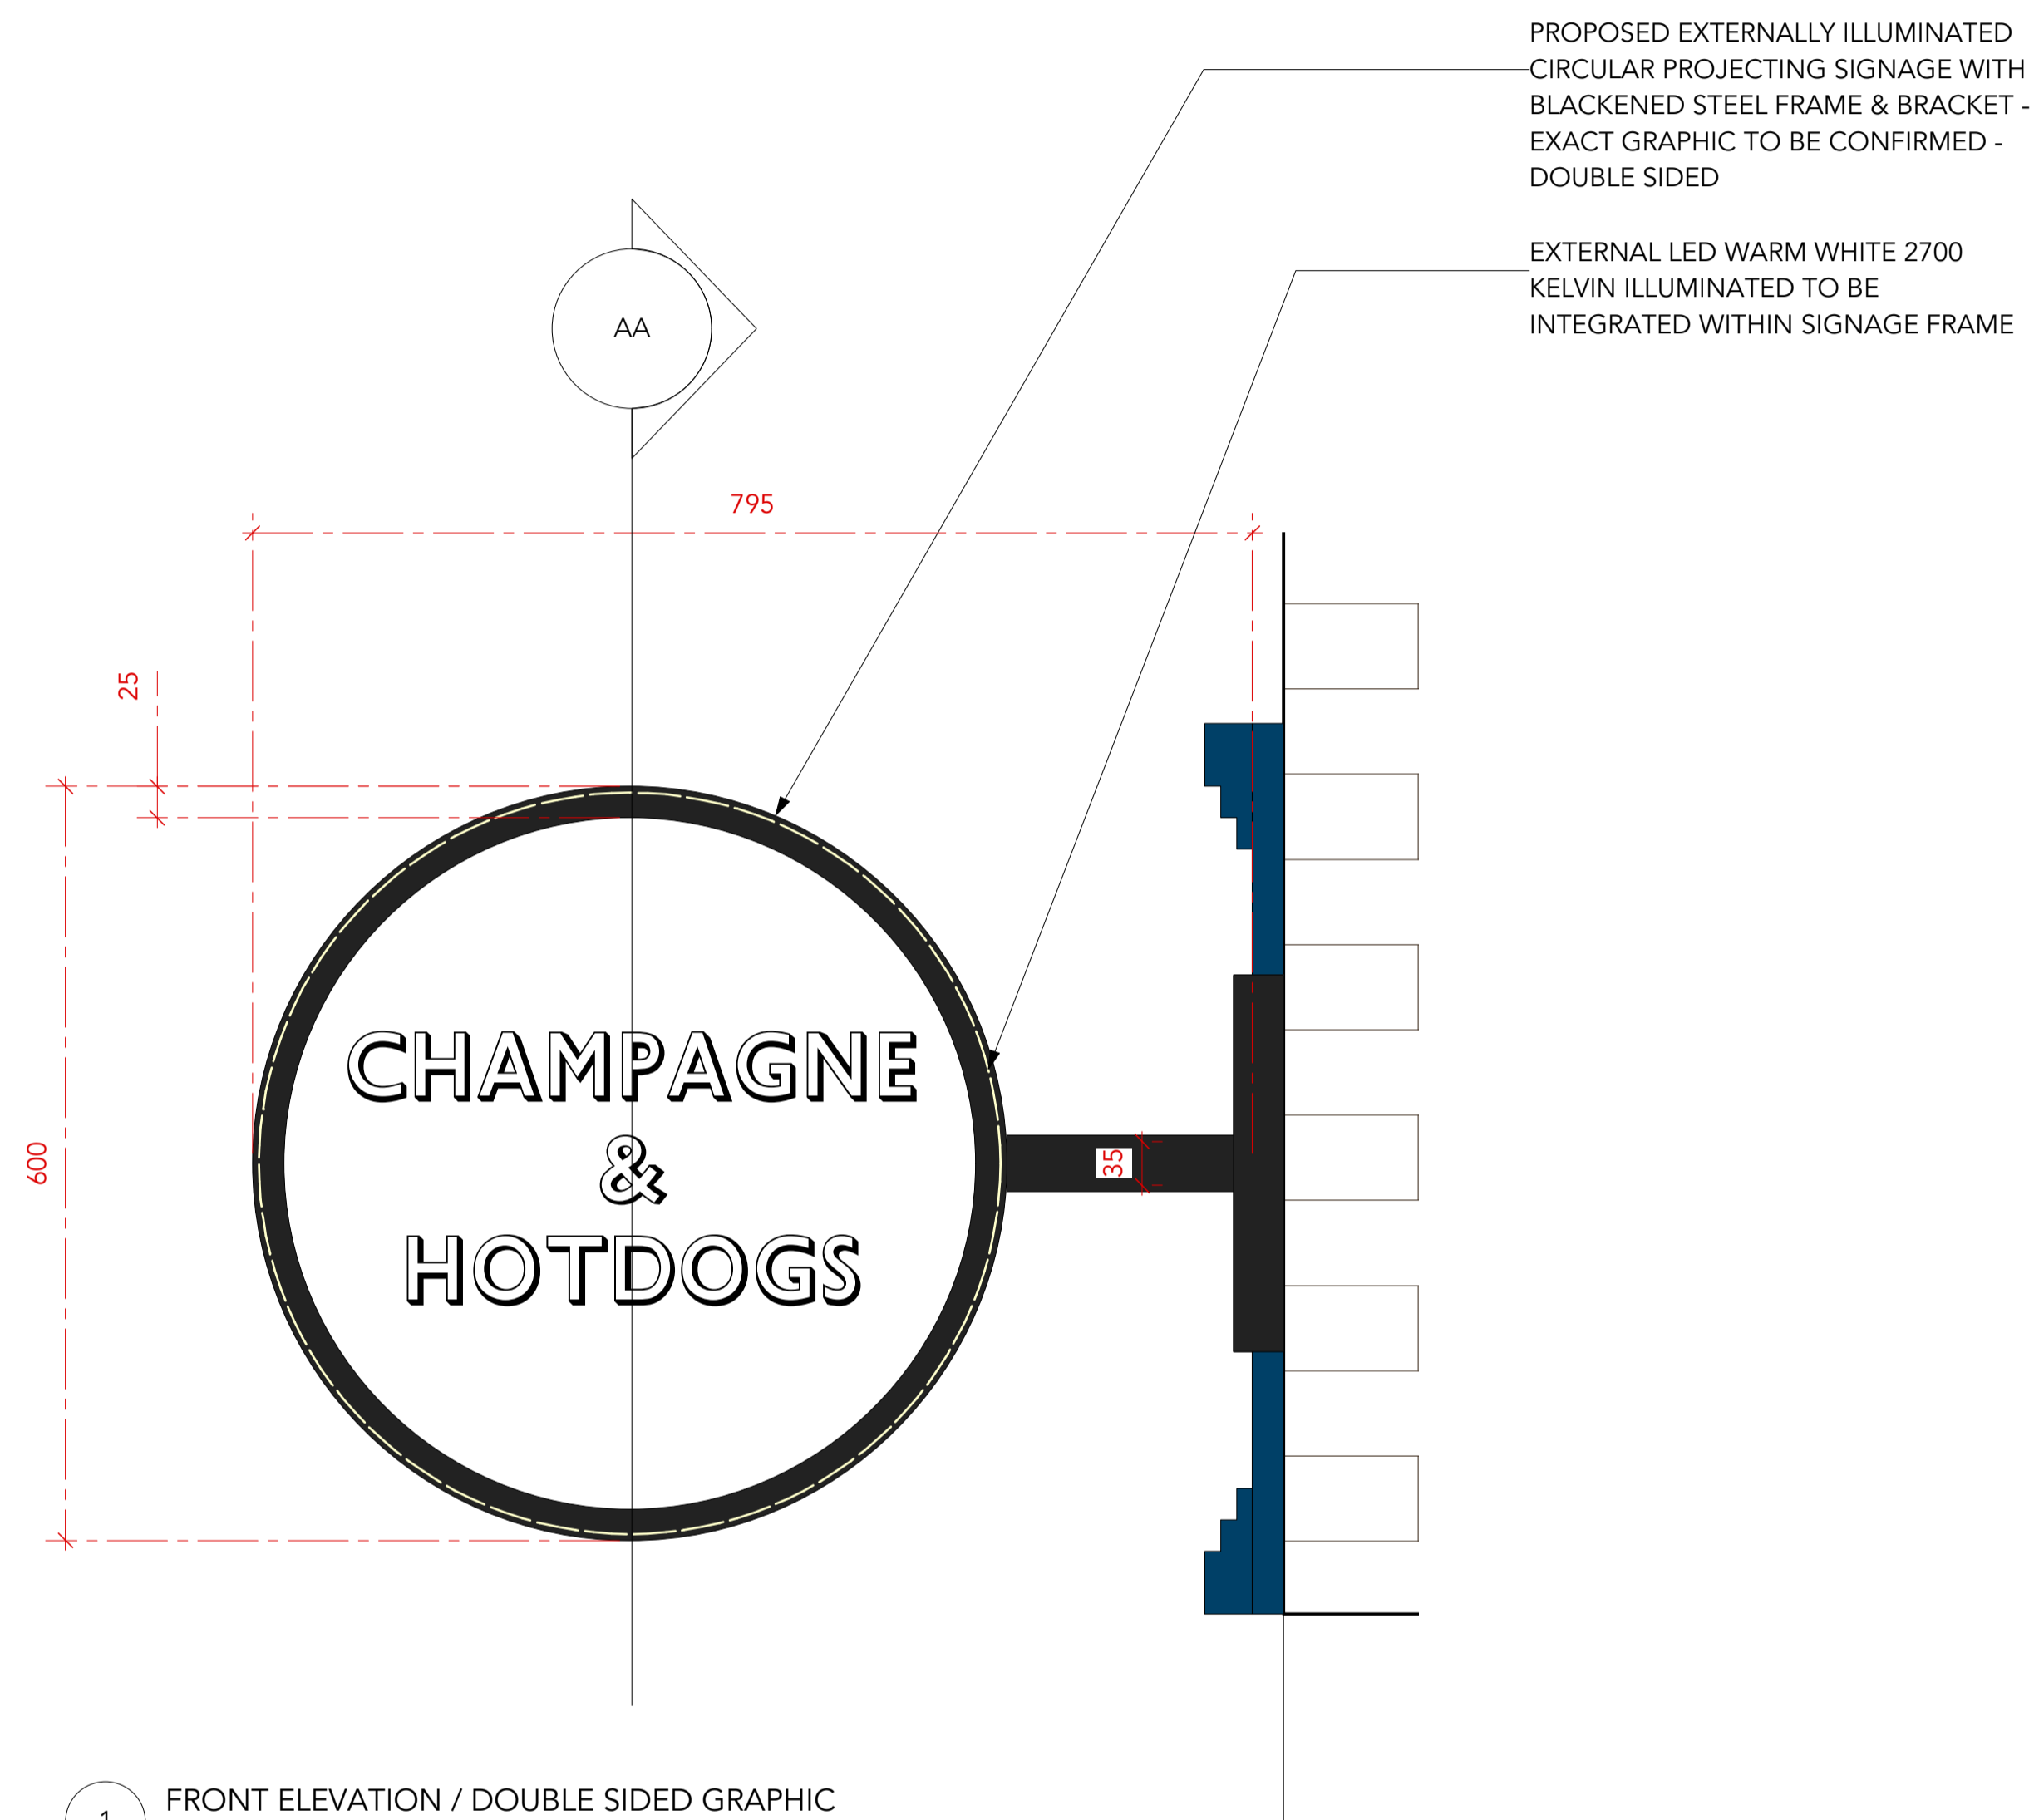 PROPOSED EXTERNALLY ILLUMINATED
CIRCULAR PROJECTING SIGNAGE WITH
BLACKENED STEEL FRAME & BRACKET -
EXACT GRAPHIC TO BE CONFIRMED -
DOUBLE SIDED
EXTERNAL LED WARM WHITE 2700
KELVIN ILLUMINATED TO BE
INTEGRATED WITHIN SIGNAGE FRAME
AA
795
25
600
CHAMPAGNE
&
HOTDOGS
35
1
FRONT ELEVATION / DOUBLE SIDED GRAPHIC